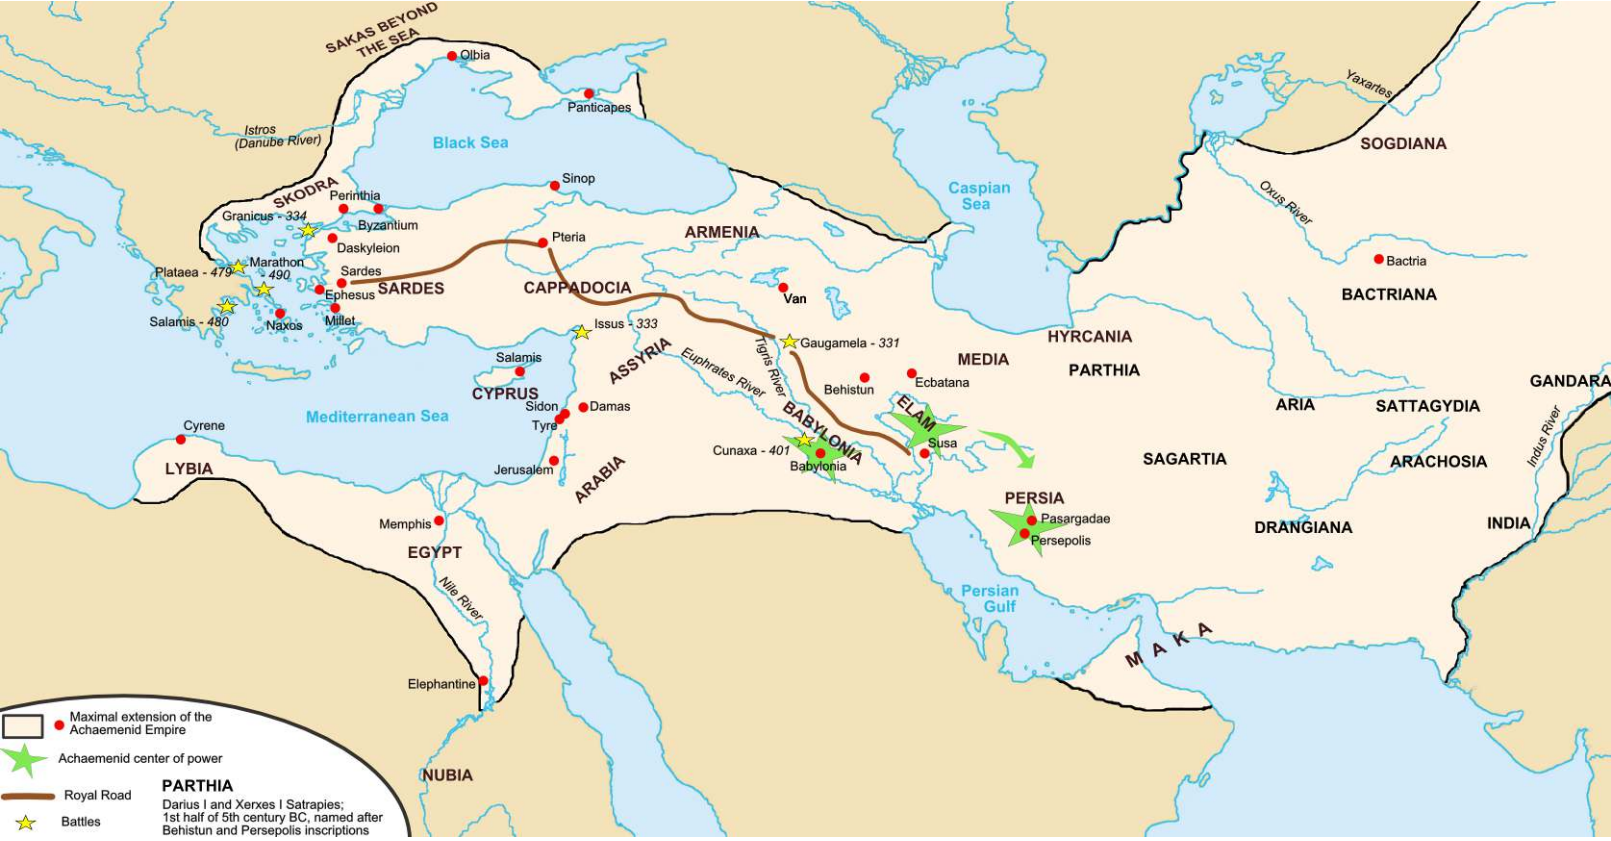 SAKAS BEYOND
THE SEA
Olbia
Panticapes
Istros
(Danube River)
Black Sea
Yaxartes
SOGDIANA
SKODRA
Sinop
Caspian
Sea
Oxus River
Perinthia
Granicus - 334
Byzantium
Daskyleion
Pteria
ARMENIA
Bactria
Marathon
- 490
Plataea - 479
Sardes
SARDES
Ephesus
CAPPADOCIA
Van
BACTRIANA
Salamis - 480
Naxos
Millet
Issus - 333
Gaugamela - 331
HYRCANIA
Salamis
ASSYRIA
Euphrates River
Tigris River
MEDIA
PARTHIA
Behistun
Ecbatana
GANDARA
CYPRUS
Sidon
Damas
Tyre
BABYLONIA
ELAM
ARIA
SATTAGYDIA
Mediterranean Sea
Cyrene
LYBIA
Jerusalem
ARABIA
Cunaxa - 401
Babylonia
Susa
SAGARTIA
ARACHOSIA
Indus River
PERSIA
Pasargadae
Persepolis
DRANGIANA
INDIA
Memphis
EGYPT
Nile River
Persian
Gulf
MAKA
Elephantine
NUBIA
Maximal extension of the
Achaemenid Empire
Achaemenid center of power
Royal Road
Battles
PARTHIA
Darius I and Xerxes I Satrapies;
1st half of 5th century BC, named after
Behistun and Persepolis inscriptions